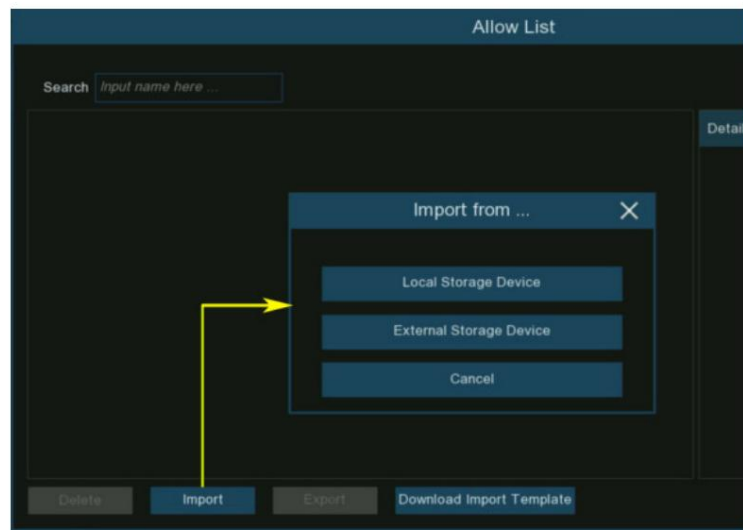 Allow List
Search Input name here ...
Detail
Import from ...
Local Storage Device
External Storage Device
Cancel
Delete Import Export Download Import Template